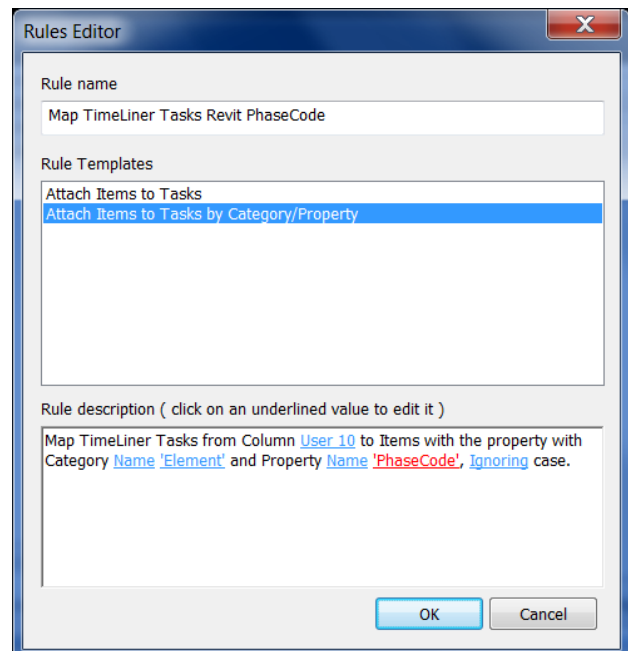 Rules Editor
Rule name
Map TimeLiner Tasks Revit PhaseCode
Rule Templates
Attach Items to Tasks
Attach Items to Tasks by Category/Property
Rule description ( click on an underlined value to edit it )
Map TimeLiner Tasks from Column User 10 to Items with the property with
Category Name 'Element' and Property Name 'PhaseCode', Ignoring case.
OK Cancel